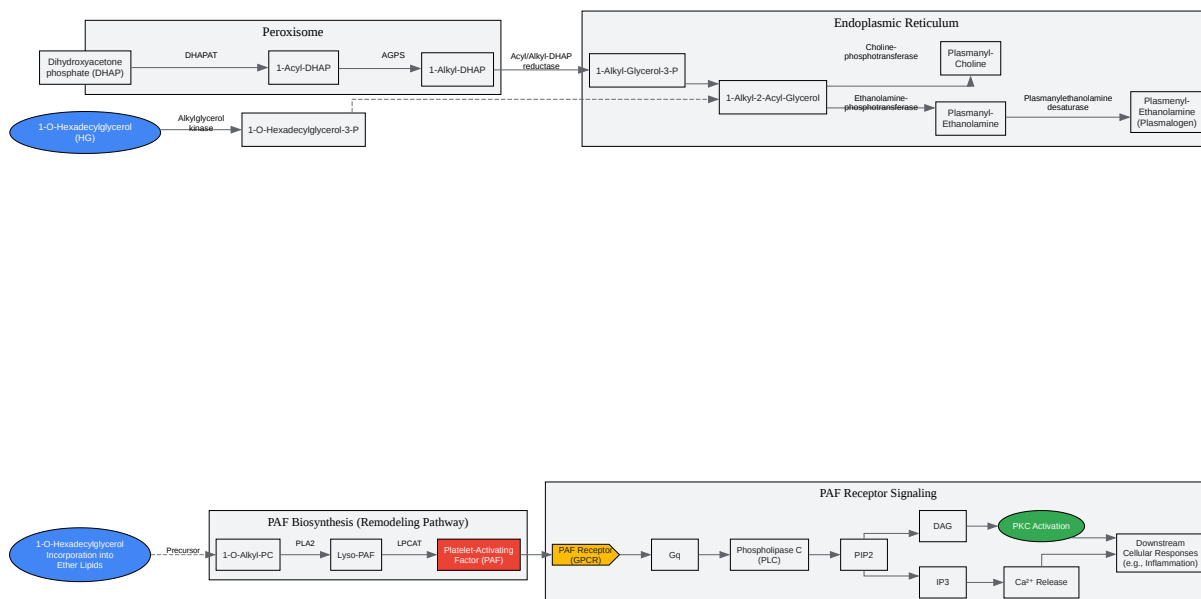 Peroxisome
Dihydroxyacetone
phosphate (DHAP)
DHAPAT
1-Acyl-DHAP
AGPS
1-Alkyl-DHAP
Acyl/Alkyl-DHAP
reductase
Endoplasmic Reticulum
1-Alkyl-Glycerol-3-P
1-Alkyl-2-Acyl-Glycerol
Choline-
phosphotransferase
Plasmanyl-
Choline
Ethanolamine-
phosphotransferase
Plasmanyl-
Ethanolamine
Plasmanylethanolamine
desaturase
Plasmenyl-
Ethanolamine
(Plasmalogen)
1-O-Hexadecylglycerol
(HG)
Alkylglycerol
kinase
1-O-Hexadecylglycerol-3-P
PAF Biosynthesis (Remodeling Pathway)
1-O-Hexadecylglycerol
Incorporation into
Ether Lipids
Precursor
1-O-Alkyl-PC
PLA2
Lyso-PAF
LPCAT
Platelet-Activating
Factor (PAF)
PAF Receptor Signaling
PAF Receptor
(GPCR)
Gq
Phospholipase C
(PLC)
PIP2
DAG
PKC Activation
IP3
Ca²⁺ Release
Downstream
Cellular Responses
(e.g., Inflammation)